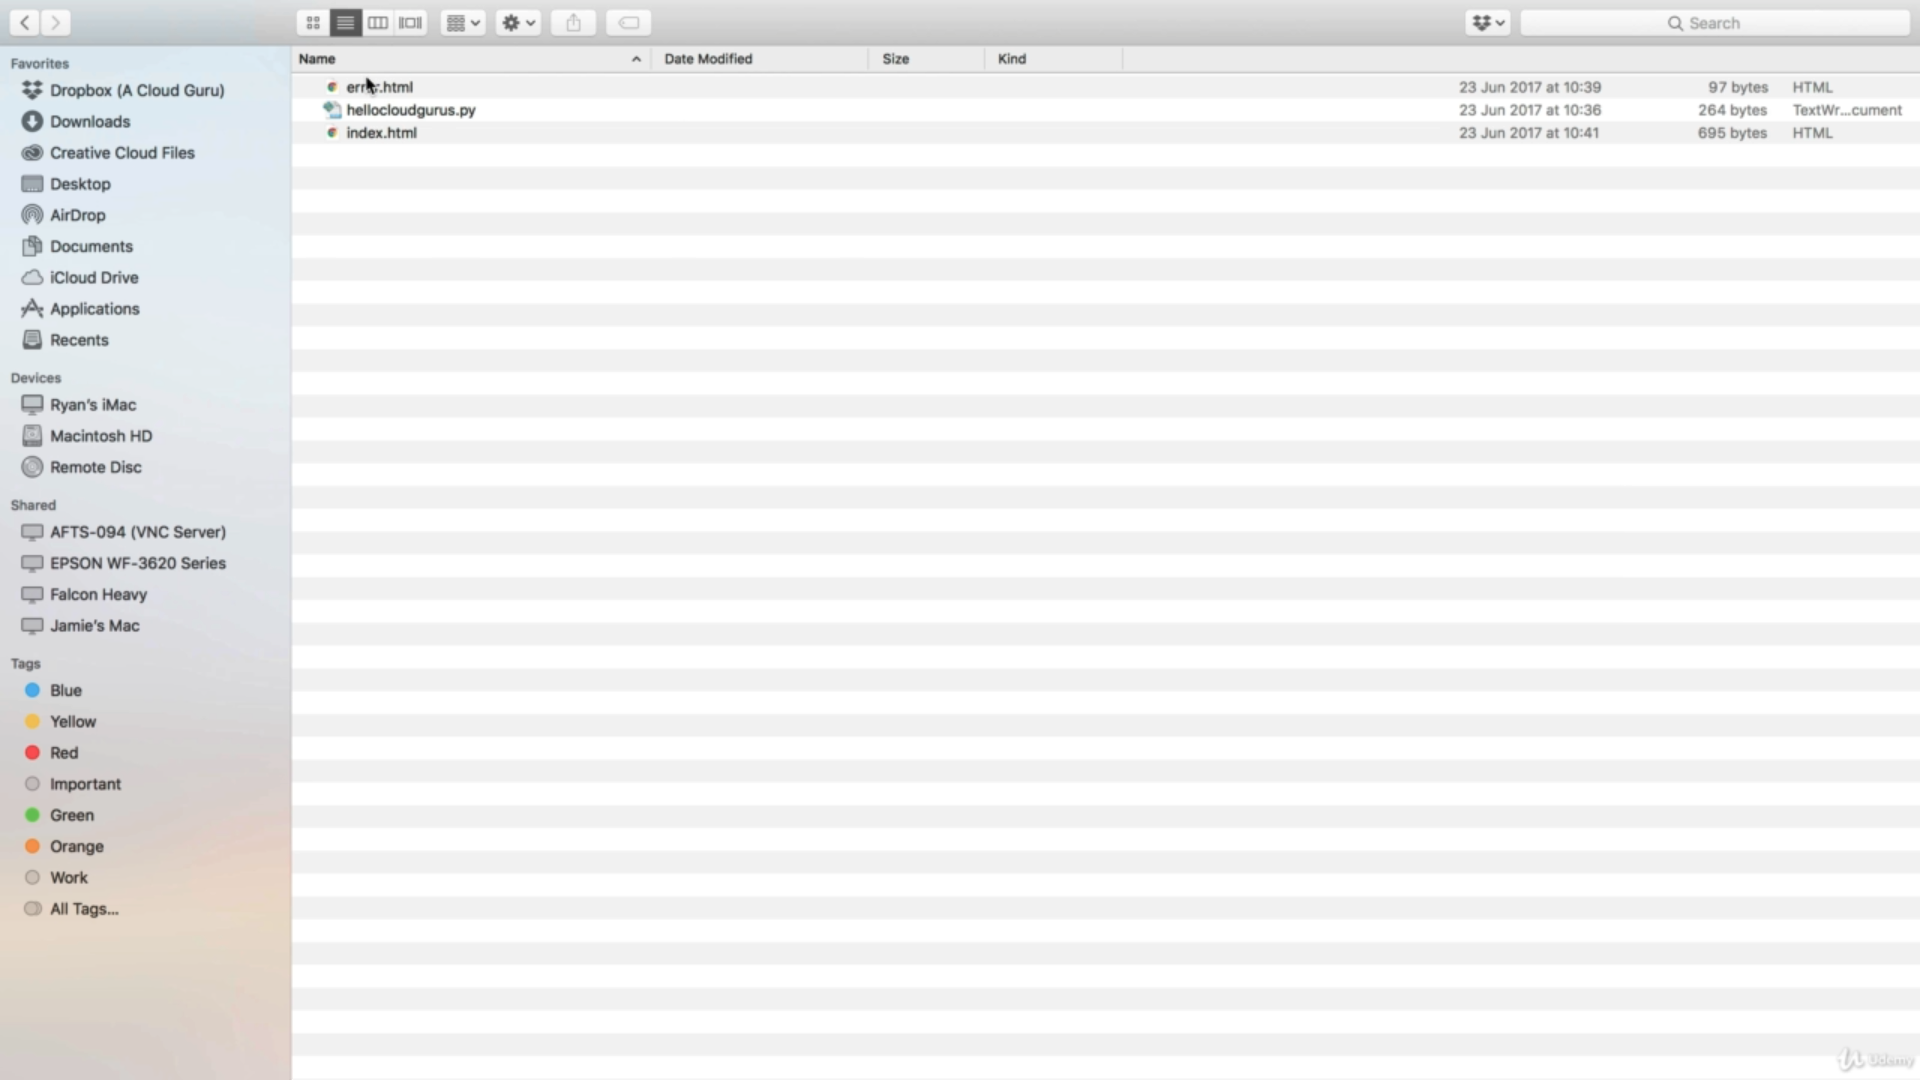 Search
Favorites
Dropbox (A Cloud Guru)
Downloads
Creative Cloud Files
Desktop
AirDrop
Documents
iCloud Drive
Applications
Recents
Devices
Ryan's iMac
Macintosh HD
Remote Disc
Shared
AFTS-094 (VNC Server)
EPSON WF-3620 Series
Falcon Heavy
Jamie's Mac
Tags
Blue
Yellow
Red
Important
Green
Orange
Work
All Tags...
Name Date Modified Size Kind
error.html 23 Jun 2017 at 10:39 97 bytes HTML
hellocloudgurus.py 23 Jun 2017 at 10:36 264 bytes TextWr...cument
index.html 23 Jun 2017 at 10:41 695 bytes HTML
Udemy